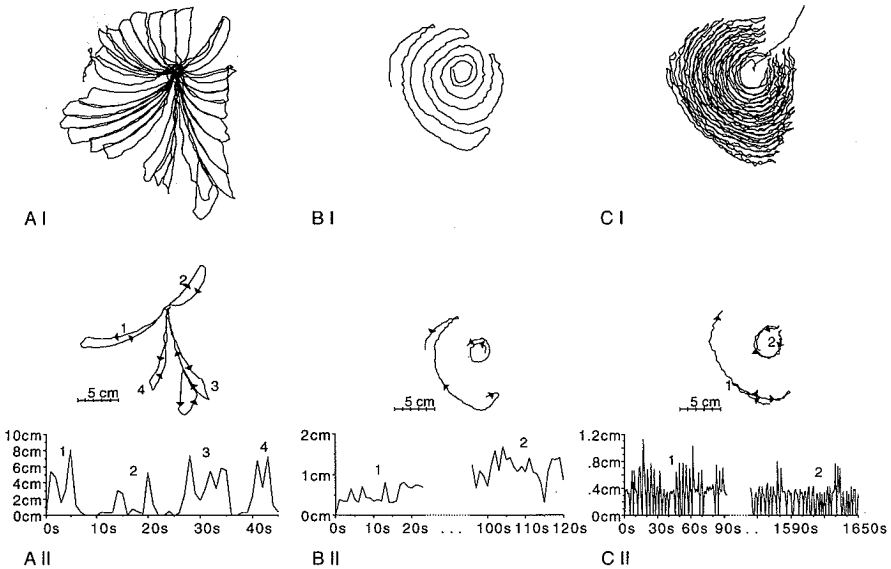 A I
B I
C I
1
2
3
4
5 cm
5 cm
1
2
5 cm
10cm
8cm
6cm
4cm
2cm
0cm
1
2
3
4
0s
10s
20s
30s
40s
2cm
1cm
0cm
1
2
0s
10s
20s
...
100s
110s
120s
1.2cm
.8cm
.4cm
0cm
1
2
0s
30s
60s
90s
..
1590s
1650s
A II
B II
C II